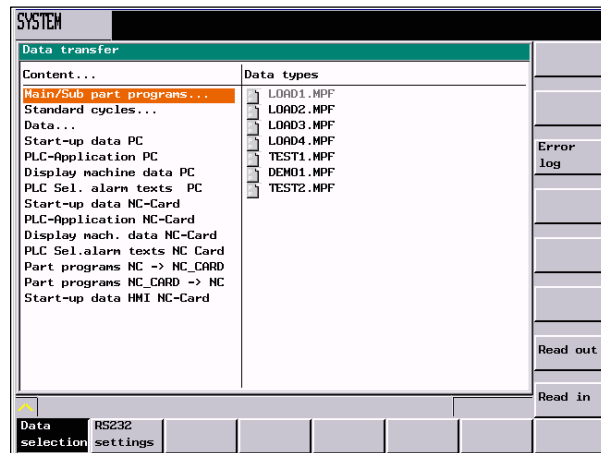 SYSTEM
Data transfer
Content...
Main/Sub part programs...
Standard cycles...
Data...
Start-up data PC
PLC-Application PC
Display machine data PC
PLC Sel. alarm texts  PC
Start-up data NC-Card
PLC-Application NC-Card
Display mach. data NC-Card
PLC Sel.alarm texts NC Card
Part programs NC -> NC_CARD
Part programs NC_CARD -> NC
Start-up data HMI NC-Card
Data types
LOAD1.MPF
LOAD2.MPF
LOAD3.MPF
LOAD4.MPF
TEST1.MPF
DEMO1.MPF
TEST2.MPF
Error
log
Read out
Read in
Data
selection
RS232
settings